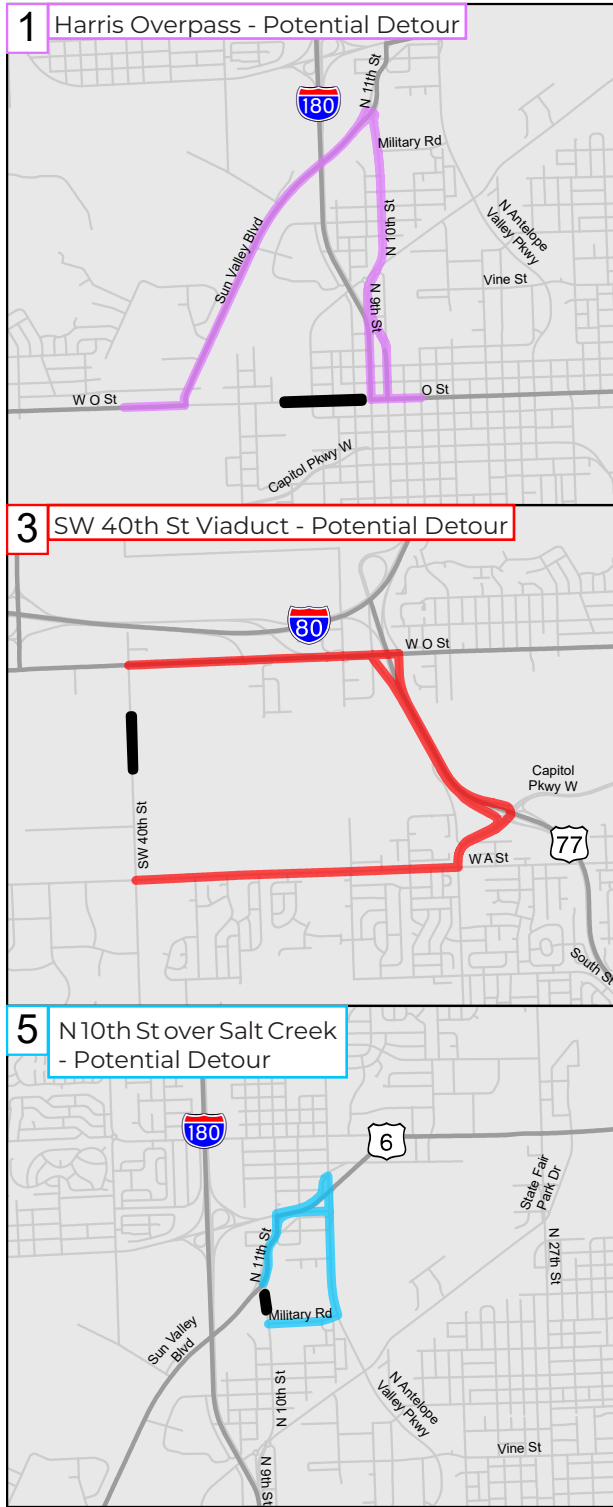 1
Harris Overpass - Potential Detour
N 11th St
180
Military Rd
N 10th St
N Antelope
Valley Pkwy
Sun Valley Blvd
Vine St
N 9th St
W O St
O St
Capitol Pkwy W
3
SW 40th St Viaduct - Potential Detour
80
W O St
Capitol
Pkwy W
SW 40th St
77
W A St
South St
5
N 10th St over Salt Creek
- Potential Detour
180
6
State Fair
Park Dr
N 11th St
N 27th St
Military Rd
Sun Valley
Blvd
N 10th St
N Antelope
Valley Pkwy
Vine St
N 9th St